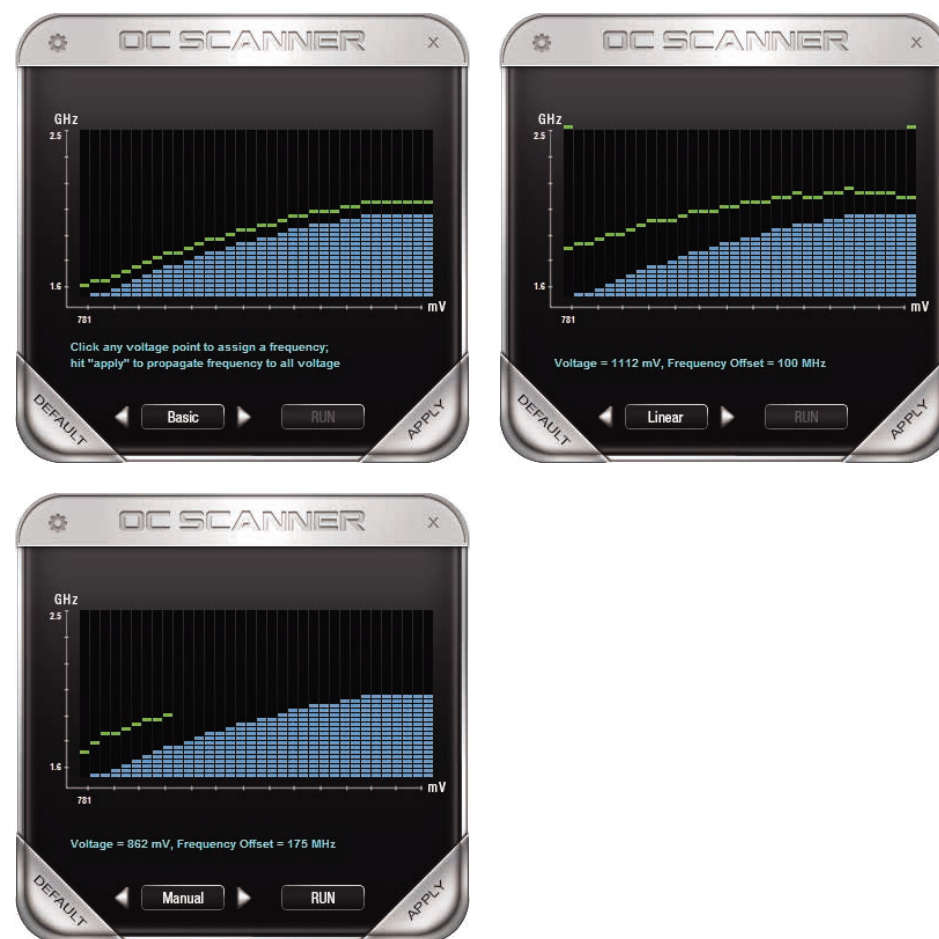 OC SCANNER
X
GHz
2.5
1.6
781
mV
Click any voltage point to assign a frequency;
hit "apply" to propagate frequency to all voltage
DEFAULT
Basic
RUN
APPLY
OC SCANNER
X
GHz
2.5
1.6
781
mV
Voltage = 1112 mV, Frequency Offset = 100 MHz
DEFAULT
Linear
RUN
APPLY
OC SCANNER
X
GHz
2.5
1.6
781
mV
Voltage = 862 mV, Frequency Offset = 175 MHz
DEFAULT
Manual
RUN
APPLY